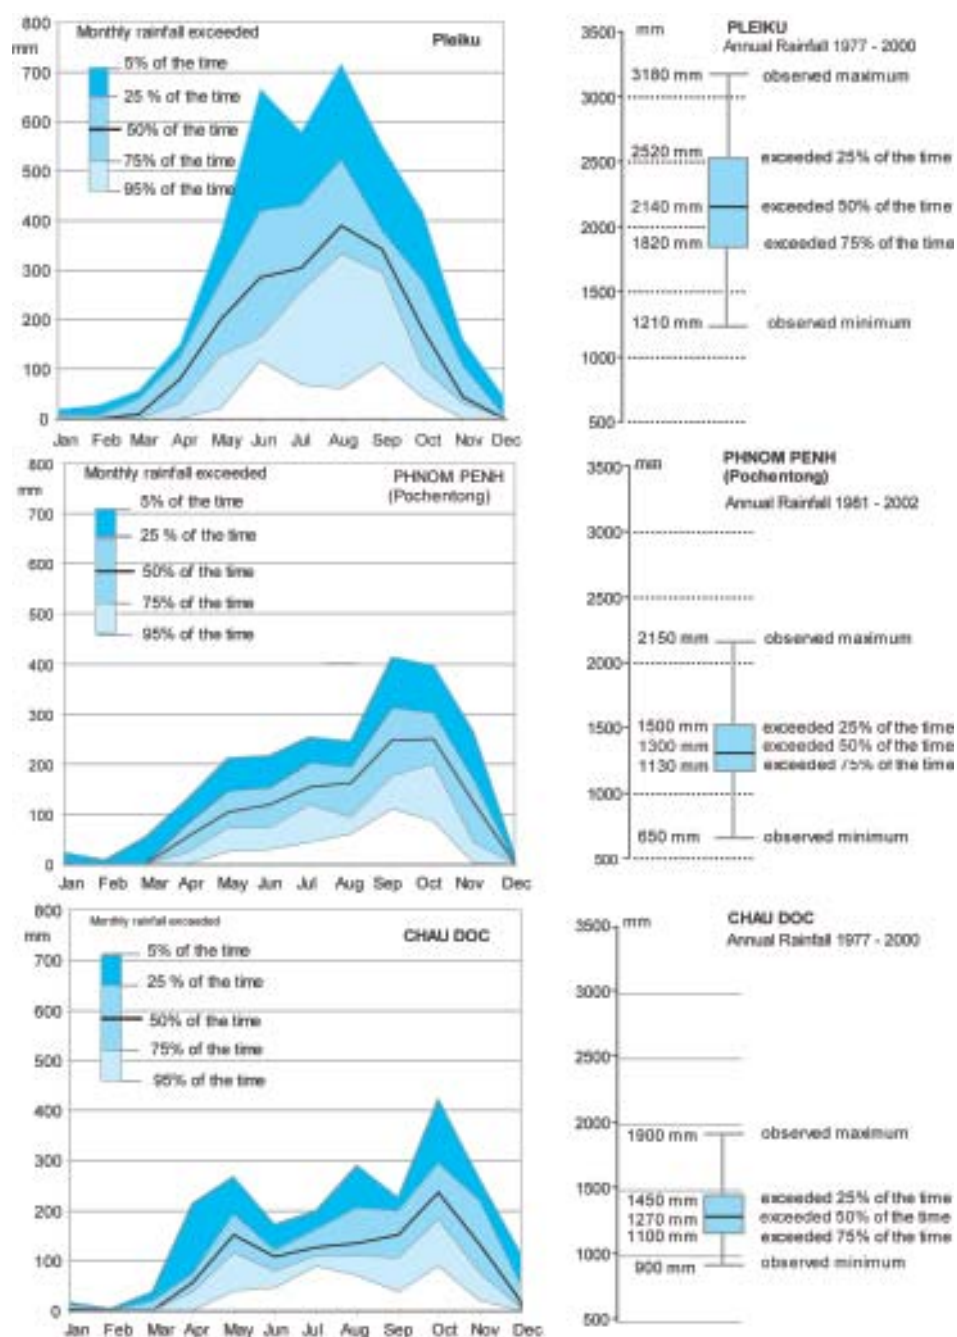 800
mm
700
600
500
400
300
200
100
0
Monthly rainfall exceeded
5% of the time
25 % of the time
50% of the time
75% of the time
95% of the time
Pleiku
Jan Feb Mar Apr May Jun Jul Aug Sep Oct Nov Dec
3500
mm
PLEIKU
Annual Rainfall 1977 - 2000
3180 mm
observed maximum
3000
2520 mm
exceeded 25% of the time
2500
2140 mm
exceeded 50% of the time
2000
1820 mm
exceeded 75% of the time
1500
1210 mm
observed minimum
1000
500
800
mm
700
600
500
400
300
200
100
0
Monthly rainfall exceeded
5% of the time
25 % of the time
50% of the time
75% of the time
95% of the time
PHNOM PENH
(Pochentong)
Jan Feb Mar Apr May Jun Jul Aug Sep Oct Nov Dec
3500
mm
PHNOM PENH
(Pochentong)
Annual Rainfall 1981 - 2002
3000
2500
2150 mm
observed maximum
2000
1500
1500 mm
exceeded 25% of the time
1300 mm
exceeded 50% of the time
1130 mm
exceeded 75% of the time
1000
650 mm
observed minimum
500
800
mm
700
600
500
400
300
200
100
0
Monthly rainfall exceeded
5% of the time
25 % of the time
50% of the time
75% of the time
95% of the time
CHAU DOC
Jan Feb Mar Apr May Jun Jul Aug Sep Oct Nov Dec
3500
mm
CHAU DOC
Annual Rainfall 1977 - 2000
3000
2500
2000
1900 mm
observed maximum
1500
1450 mm
exceeded 25% of the time
1270 mm
exceeded 50% of the time
1100 mm
exceeded 75% of the time
1000
900 mm
observed minimum
500